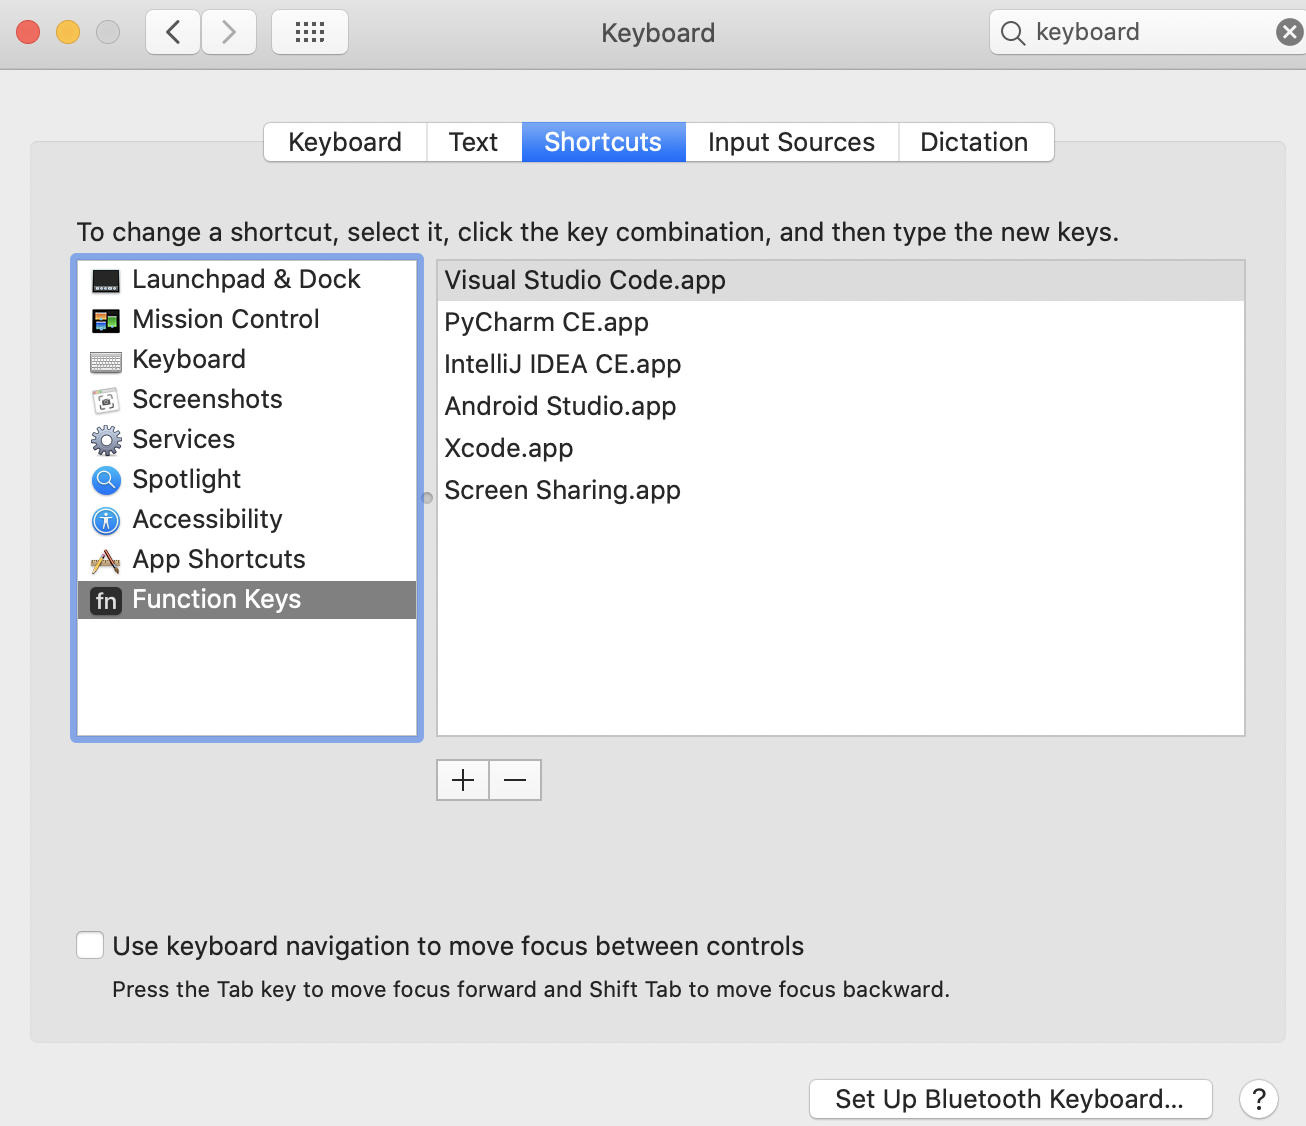 Keyboard
keyboard
Keyboard
Text
Shortcuts
Input Sources
Dictation
To change a shortcut, select it, click the key combination, and then type the new keys.
Launchpad & Dock
Mission Control
Keyboard
Screenshots
Services
Spotlight
Accessibility
App Shortcuts
fn Function Keys
Visual Studio Code.app
PyCharm CE.app
IntelliJ IDEA CE.app
Android Studio.app
Xcode.app
Screen Sharing.app
Use keyboard navigation to move focus between controls
Press the Tab key to move focus forward and Shift Tab to move focus backward.
Set Up Bluetooth Keyboard...
?